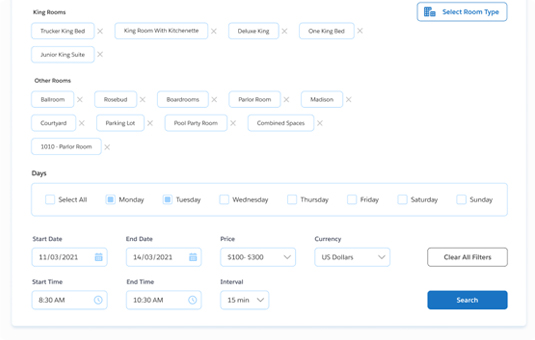 King Rooms
Select Room Type
Trucker King Bed × King Room With Kitchenette × Deluxe King × One King Bed ×
Junior King Suite ×
Other Rooms
Ballroom × Rosebud × Boardrooms × Parlor Room × Madison ×
Courtyard × Parking Lot × Pool Party Room × Combined Spaces ×
1010 - Parlor Room ×
Days
Select All Monday Tuesday Wednesday Thursday Friday Saturday Sunday
Start Date End Date Price Currency
11/03/2021 14/03/2021 $100- $300 US Dollars Clear All Filters
Start Time End Time Interval
8:30 AM 10:30 AM 15 min Search